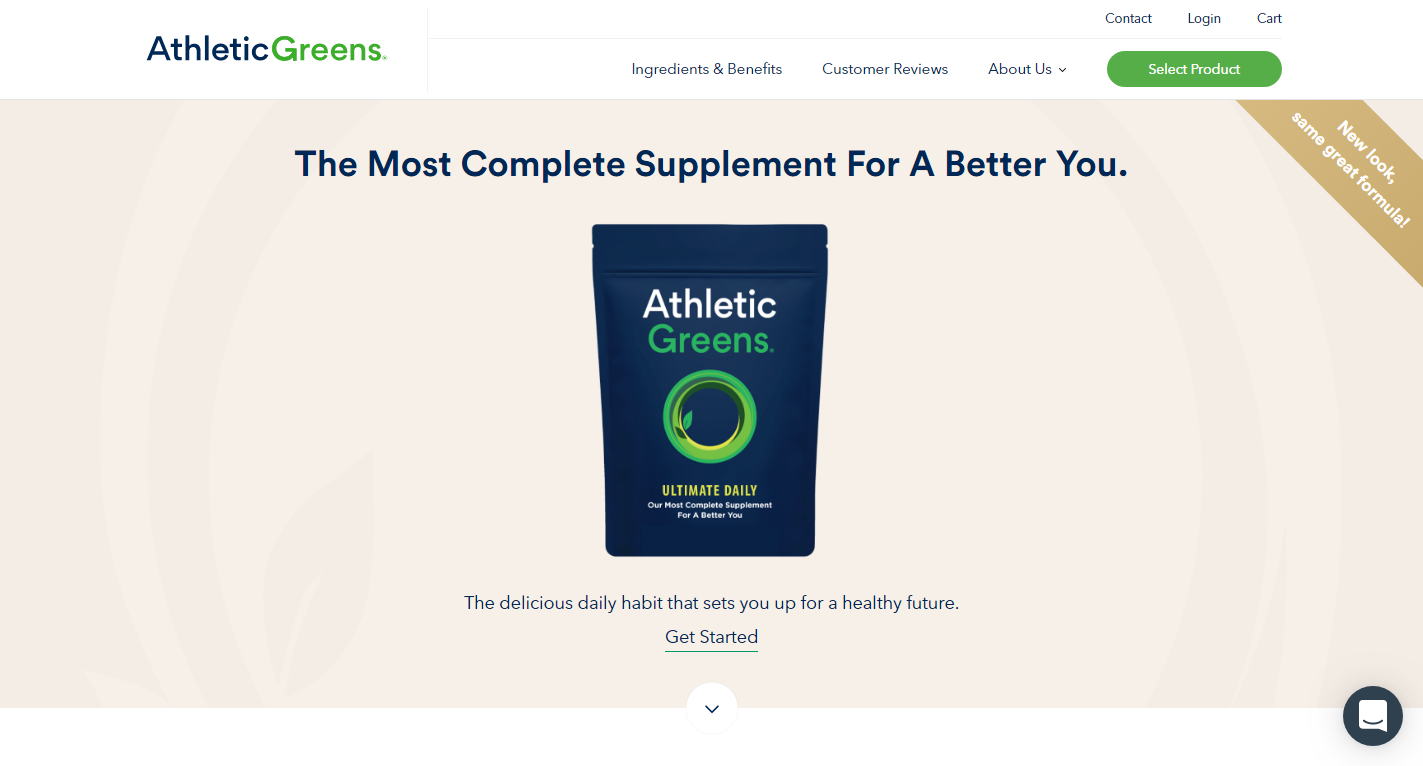 Contact Login Cart
AthleticGreens®
Ingredients & Benefits Customer Reviews About Us Select Product
New look,
same great formula!
The Most Complete Supplement For A Better You.
Athletic
Greens®
ULTIMATE DAILY
Our Most Complete Supplement
For A Better You
The delicious daily habit that sets you up for a healthy future.
Get Started